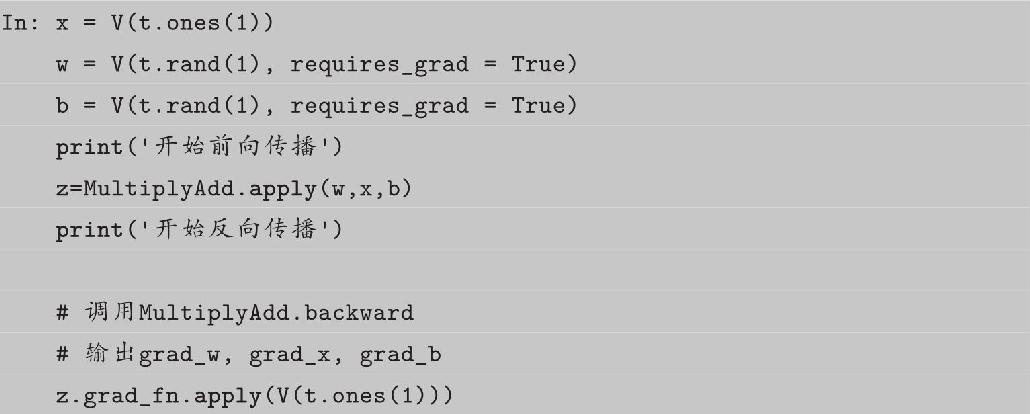 In: x = V(t.ones(1))
w = V(t.rand(1), requires_grad = True)
b = V(t.rand(1), requires_grad = True)
print('开始前向传播')
z=MultiplyAdd.apply(w,x,b)
print('开始反向传播')
# 调用MultiplyAdd.backward
# 输出grad_w, grad_x, grad_b
z.grad_fn.apply(V(t.ones(1)))